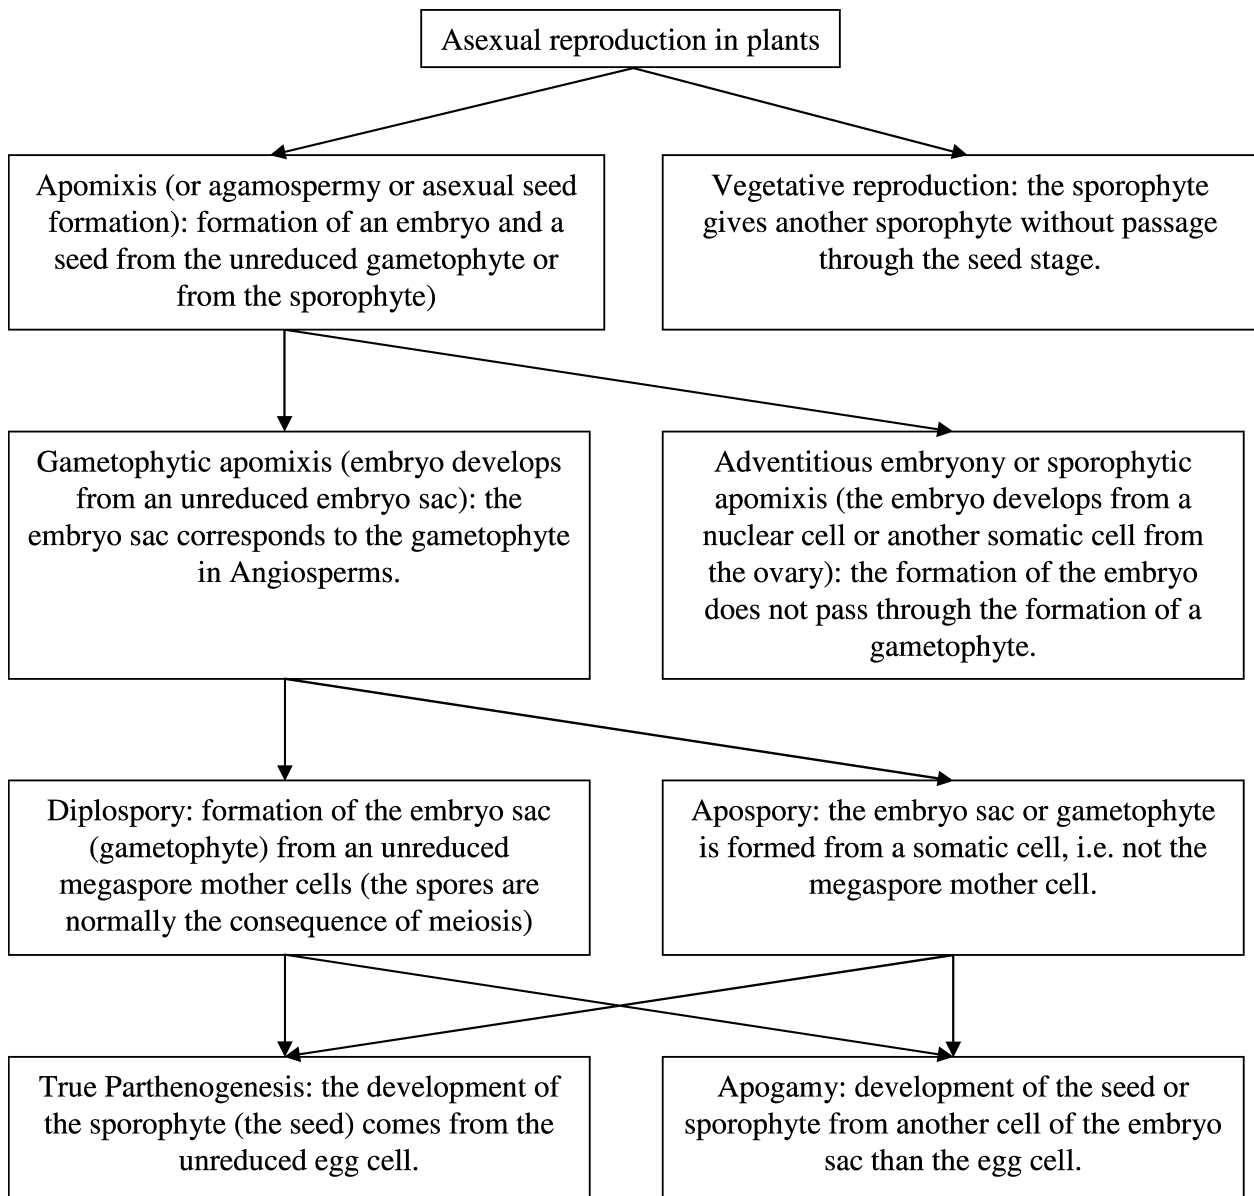 Asexual reproduction in plants
Apomixis (or agamospermy or asexual seed
formation): formation of an embryo and a
seed from the unreduced gametophyte or
from the sporophyte)
Vegetative reproduction: the sporophyte
gives another sporophyte without passage
through the seed stage.
Gametophytic apomixis (embryo develops
from an unreduced embryo sac): the
embryo sac corresponds to the gametophyte
in Angiosperms.
Adventitious embryony or sporophytic
apomixis (the embryo develops from a
nuclear cell or another somatic cell from
the ovary): the formation of the embryo
does not pass through the formation of a
gametophyte.
Diplospory: formation of the embryo sac
(gametophyte) from an unreduced
megaspore mother cells (the spores are
normally the consequence of meiosis)
Apospory: the embryo sac or gametophyte
is formed from a somatic cell, i.e. not the
megaspore mother cell.
True Parthenogenesis: the development of
the sporophyte (the seed) comes from the
unreduced egg cell.
Apogamy: development of the seed or
sporophyte from another cell of the embryo
sac than the egg cell.